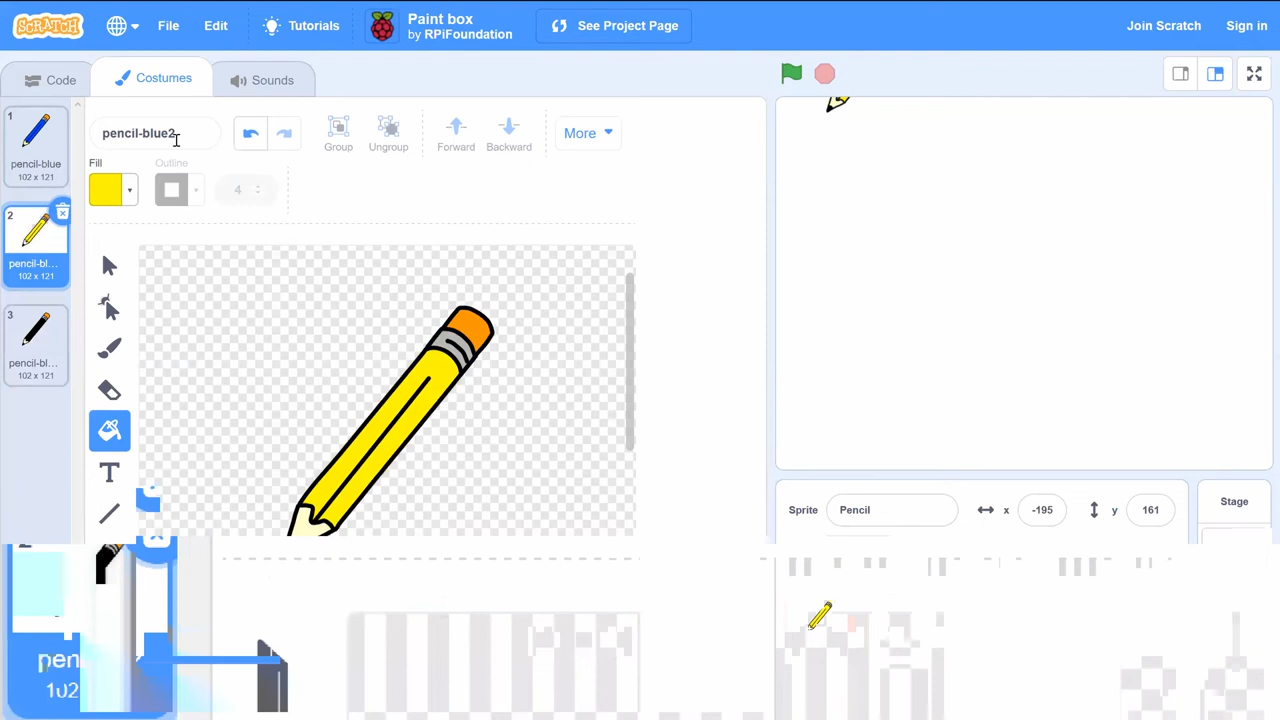 SCRATCH
File
Edit
Tutorials
Paint box
by RPiFoundation
See Project Page
Join Scratch
Sign in
Code
Costumes
Sounds
1
pencil-blue
102 x 121
2
pencil-bl...
102 x 121
3
pencil-bl...
102 x 121
pencil-blue2
Group
Ungroup
Forward
Backward
More
Fill
Outline
4
T
Sprite
Pencil
x
-195
y
161
Stage
pen
102